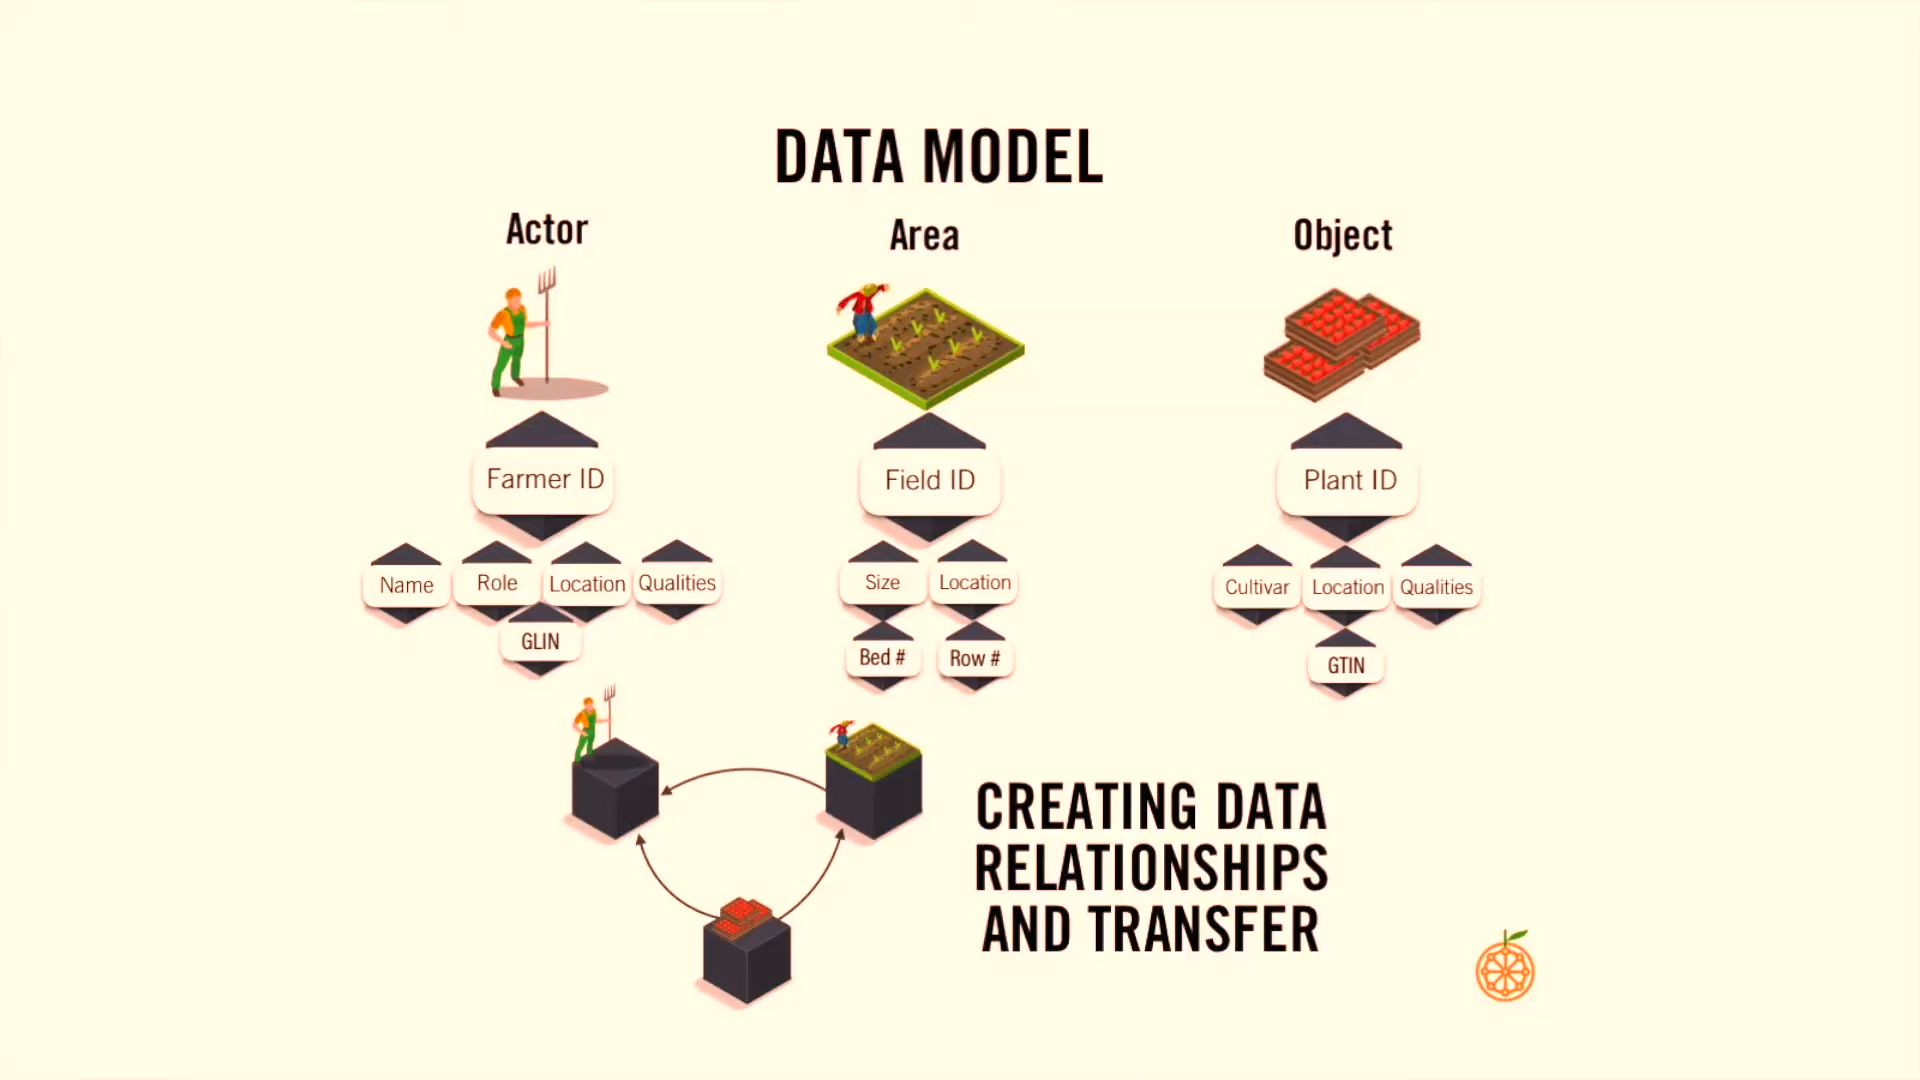 DATA MODEL
Actor
Area
Object
Farmer ID
Field ID
Plant ID
Name
Role
Location
Qualities
GLIN
Size
Location
Bed #
Row #
Cultivar
Location
Qualities
GTIN
CREATING DATA
RELATIONSHIPS
AND TRANSFER